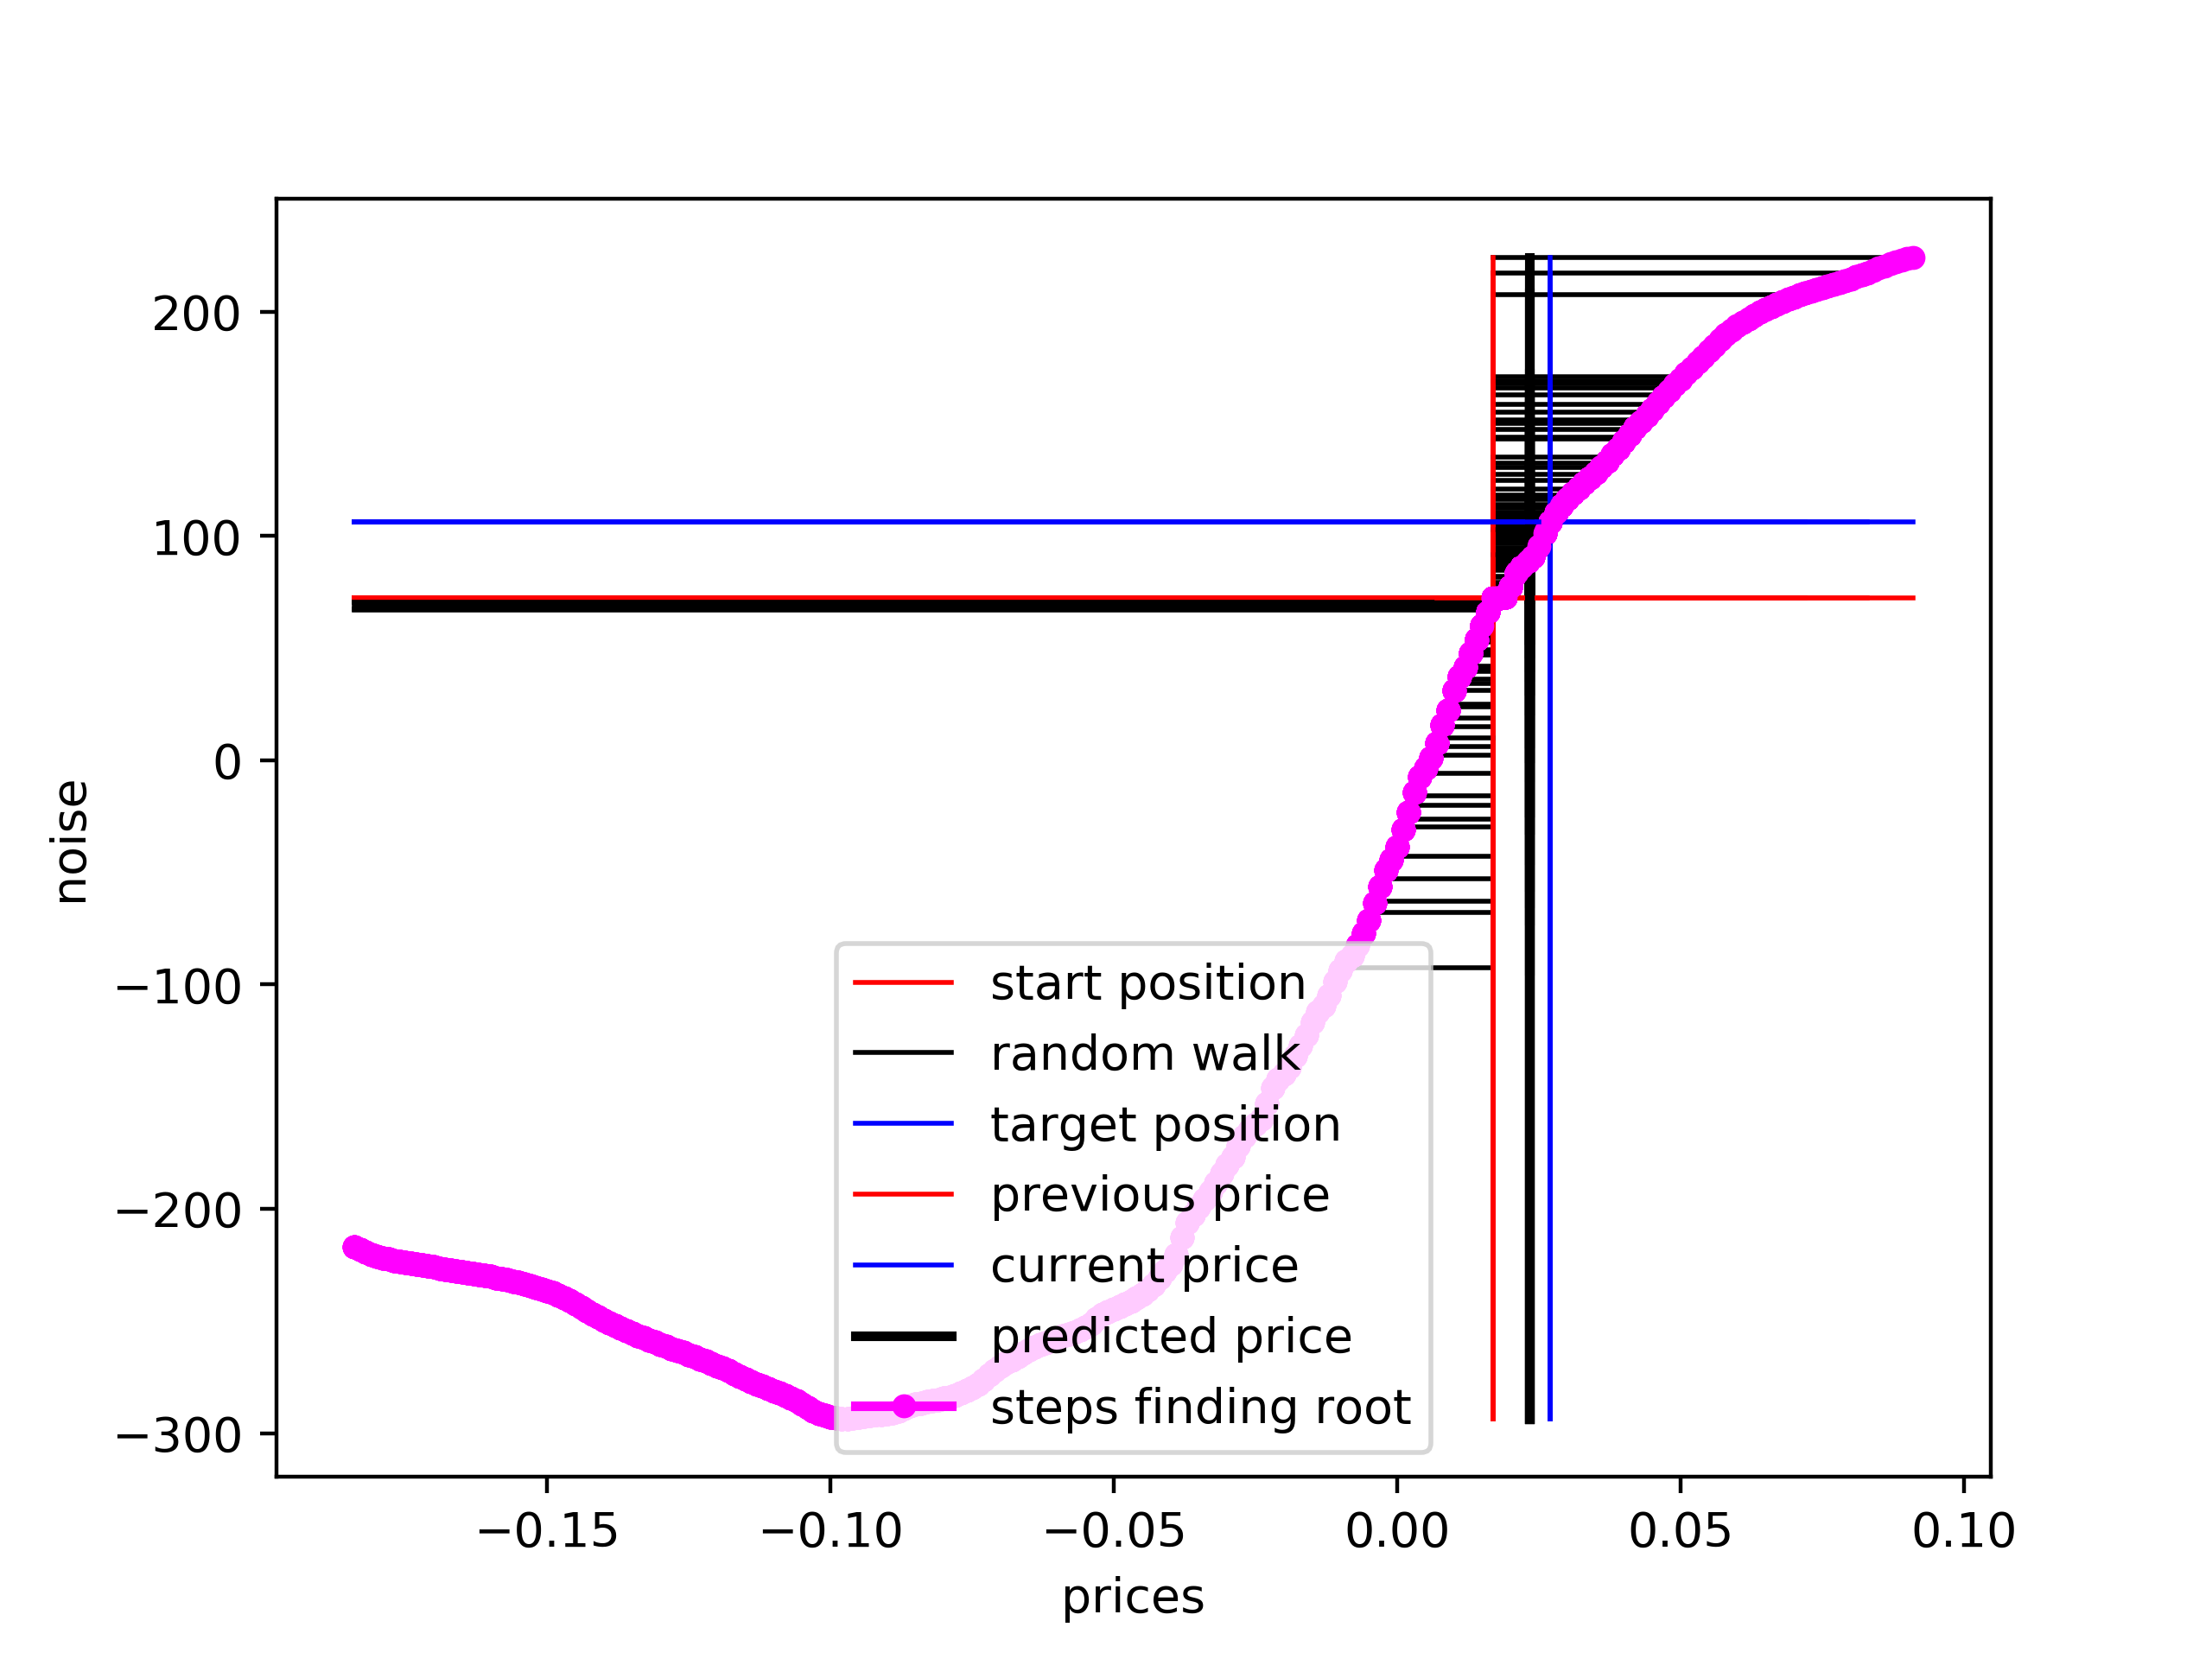 200
100
0
−100
−200
−300
noise
start position
random walk
target position
previous price
current price
predicted price
steps finding root
−0.15 −0.10 −0.05 0.00 0.05 0.10
prices